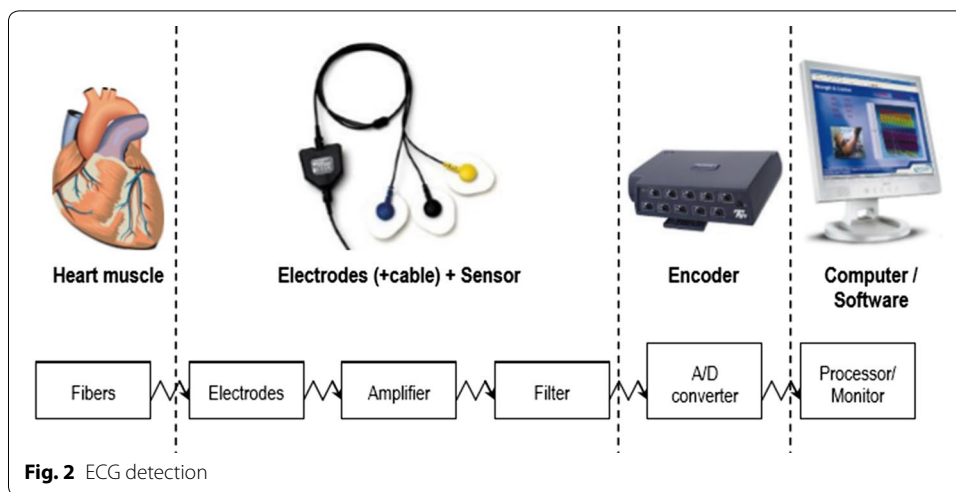 Heart muscle
Electrodes (+cable) + Sensor
Encoder
Computer /
Software
Fibers
Electrodes
Amplifier
Filter
A/D
converter
Processor/
Monitor
Fig. 2 ECG detection